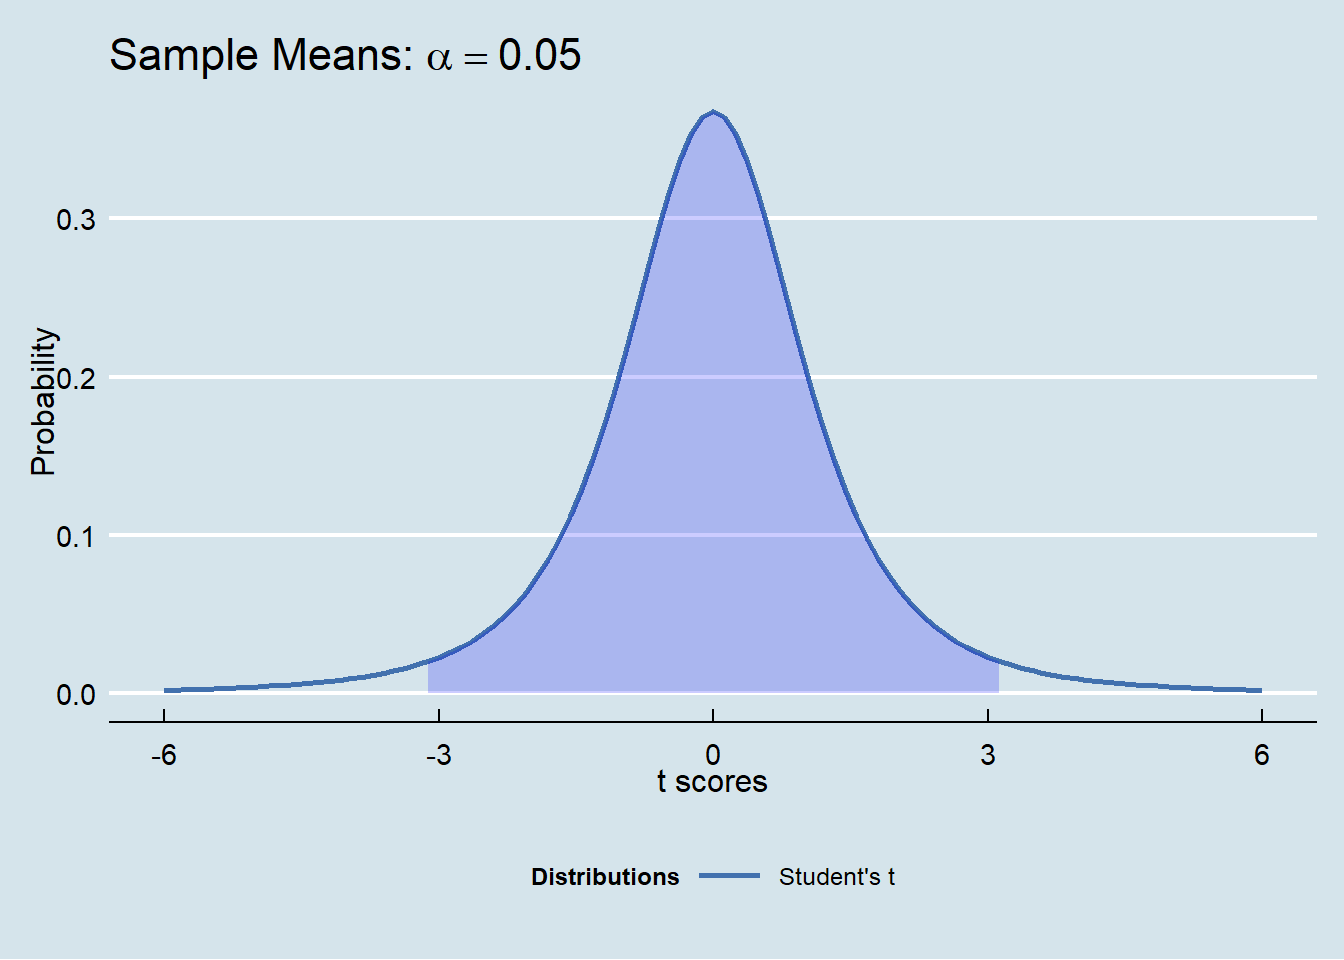 Sample Means: α = 0.05
Probability
0.3
0.2
0.1
0.0
-6 -3 0 3 6
t scores
Distributions Student's t